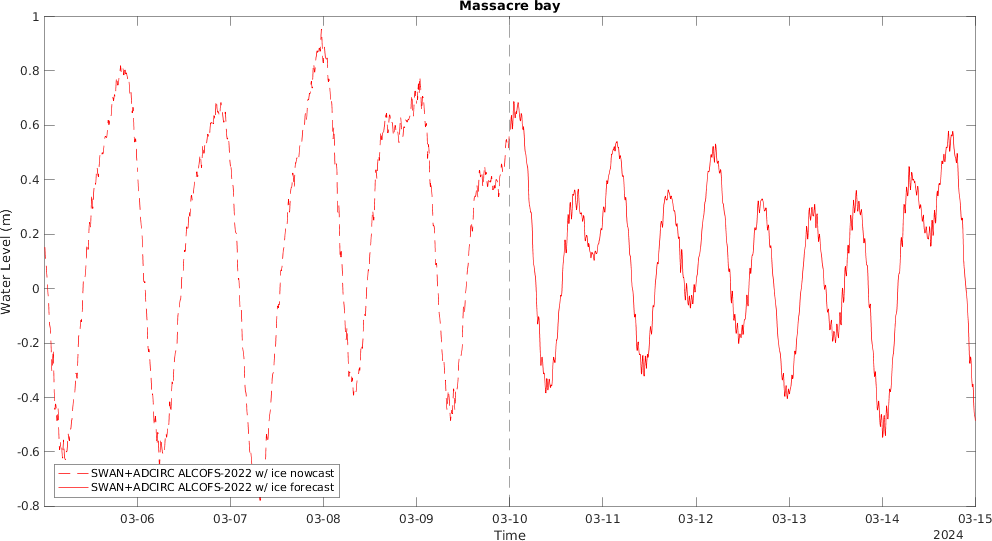 Massacre bay
1
0.8
0.6
0.4
0.2
0
-0.2
-0.4
-0.6
-0.8
Water Level (m)
SWAN+ADCIRC ALCOFS-2022 w/ ice nowcast
SWAN+ADCIRC ALCOFS-2022 w/ ice forecast
03-06 03-07 03-08 03-09 03-10 03-11 03-12 03-13 03-14 03-15
Time
2024